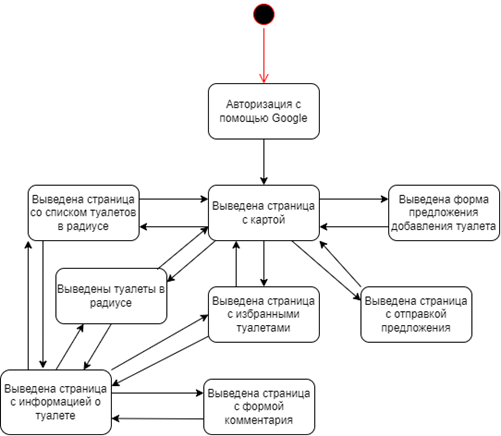 Авторизация с
помощью Google
Выведена страница
со списком туалетов
в радиусе
Выведена страница
с картой
Выведена форма
предложения
добавления туалета
Выведены туалеты в
радиусе
Выведена страница
с избранными
туалетами
Выведена страница
с отправкой
предложения
Выведена страница
с информацией о
туалете
Выведена страница
с формой
комментария